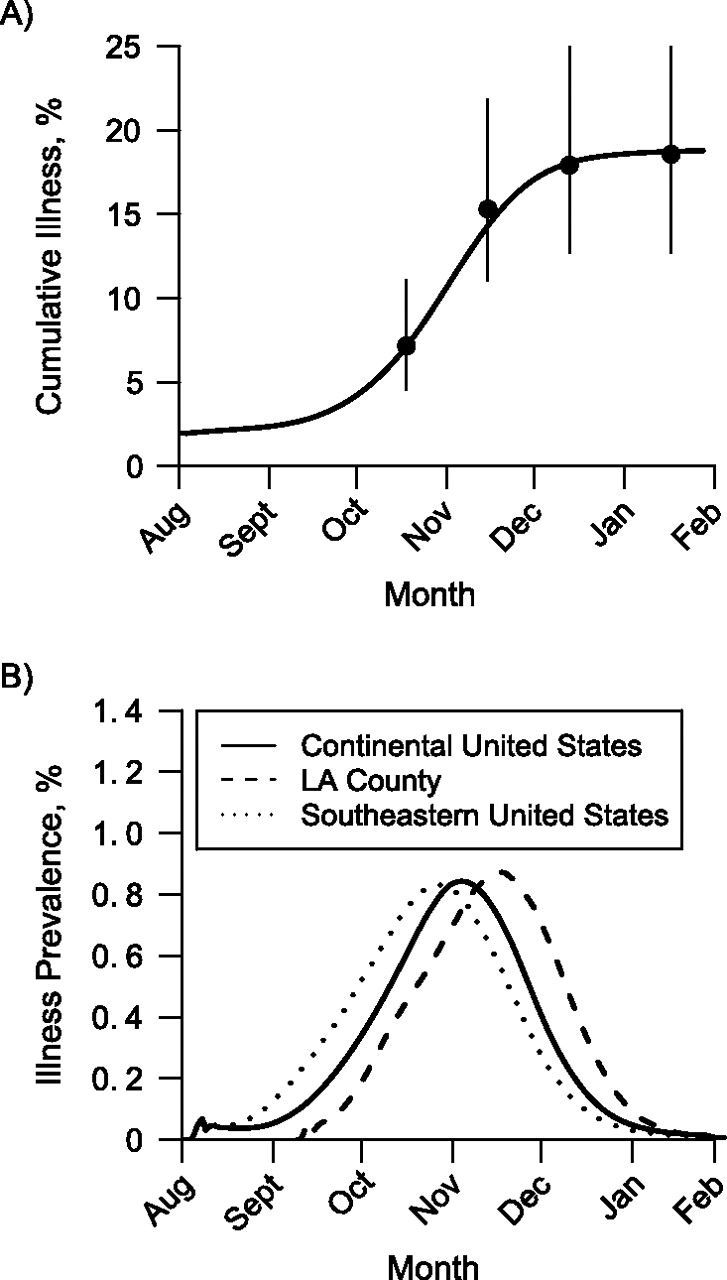 A)
25
20
15
10
5
0
Cumulative Illness, %
Aug
Sept
Oct
Nov
Dec
Jan
Feb
Month
B)
1.4
1.2
1.0
0.8
0.6
0.4
0.2
0
Illness Prevalence, %
Continental United States
LA County
Southeastern United States
Aug
Sept
Oct
Nov
Dec
Jan
Feb
Month